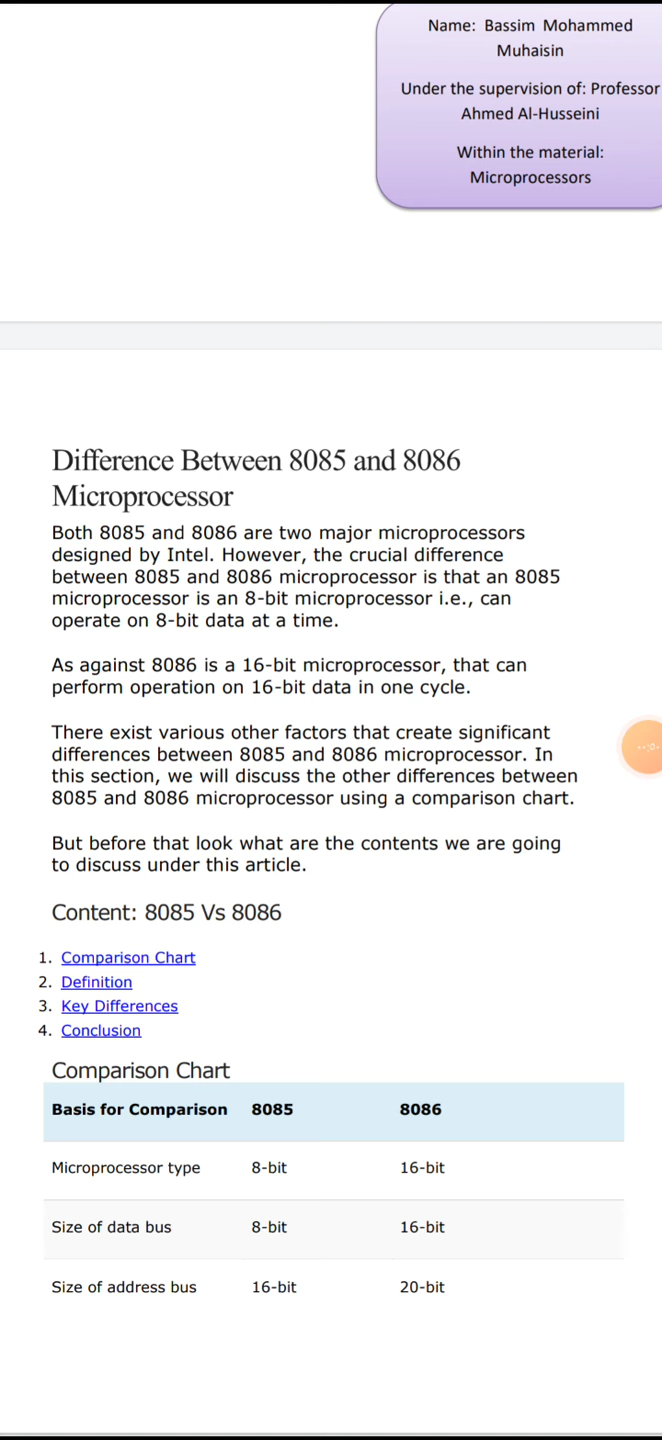 Name: Bassim Mohammed
Muhaisin
Under the supervision of: Professor
Ahmed Al-Husseini
Within the material:
Microprocessors
Difference Between 8085 and 8086
Microprocessor
Both 8085 and 8086 are two major microprocessors
designed by Intel. However, the crucial difference
between 8085 and 8086 microprocessor is that an 8085
microprocessor is an 8-bit microprocessor i.e., can
operate on 8-bit data at a time.
As against 8086 is a 16-bit microprocessor, that can
perform operation on 16-bit data in one cycle.
There exist various other factors that create significant
differences between 8085 and 8086 microprocessor. In
this section, we will discuss the other differences between
8085 and 8086 microprocessor using a comparison chart.
But before that look what are the contents we are going
to discuss under this article.
Content: 8085 Vs 8086
1. Comparison Chart
2. Definition
3. Key Differences
4. Conclusion
Comparison Chart
Basis for Comparison 8085 8086
Microprocessor type 8-bit 16-bit
Size of data bus 8-bit 16-bit
Size of address bus 16-bit 20-bit